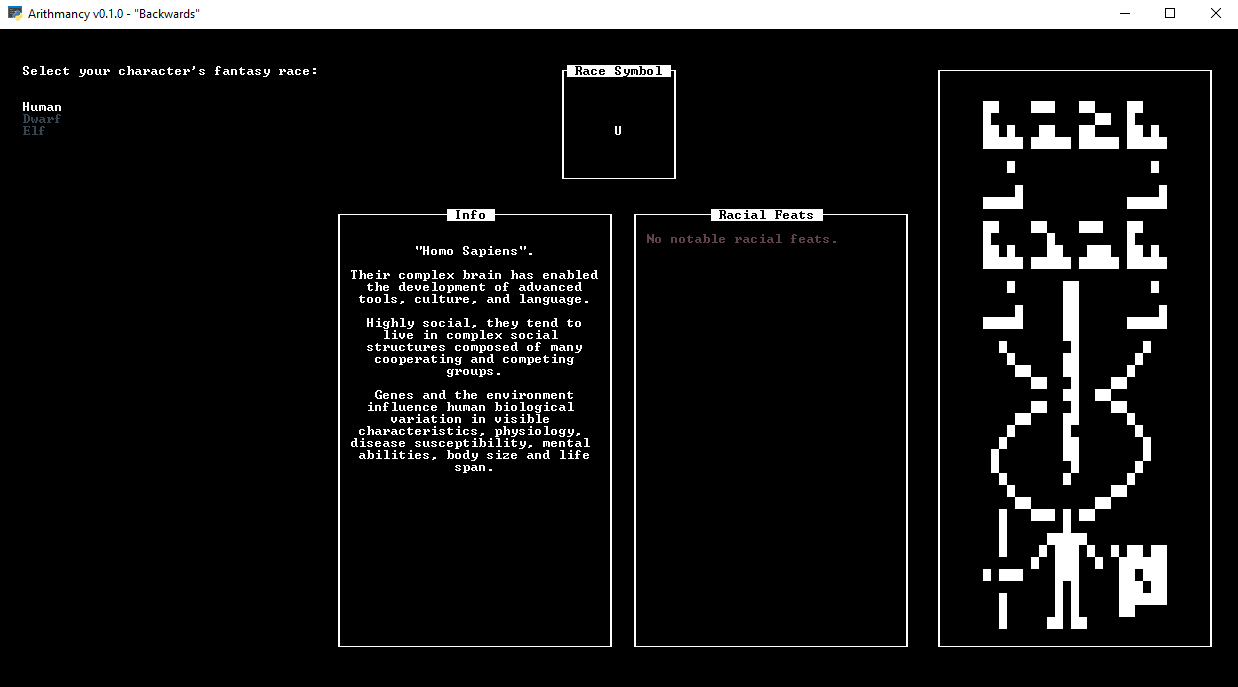 Arithmancy v0.1.0 - "Backwards"
Select your character's fantasy race:
Human
Dwarf
Elf
Race Symbol
U
Info
"Homo Sapiens".
Their complex brain has enabled
the development of advanced
tools, culture, and language.
Highly social, they tend to
live in complex social
structures composed of many
cooperating and competing
groups.
Genes and the environment
influence human biological
variation in visible
characteristics, physiology,
disease susceptibility, mental
abilities, body size and life
span.
Racial Feats
No notable racial feats.